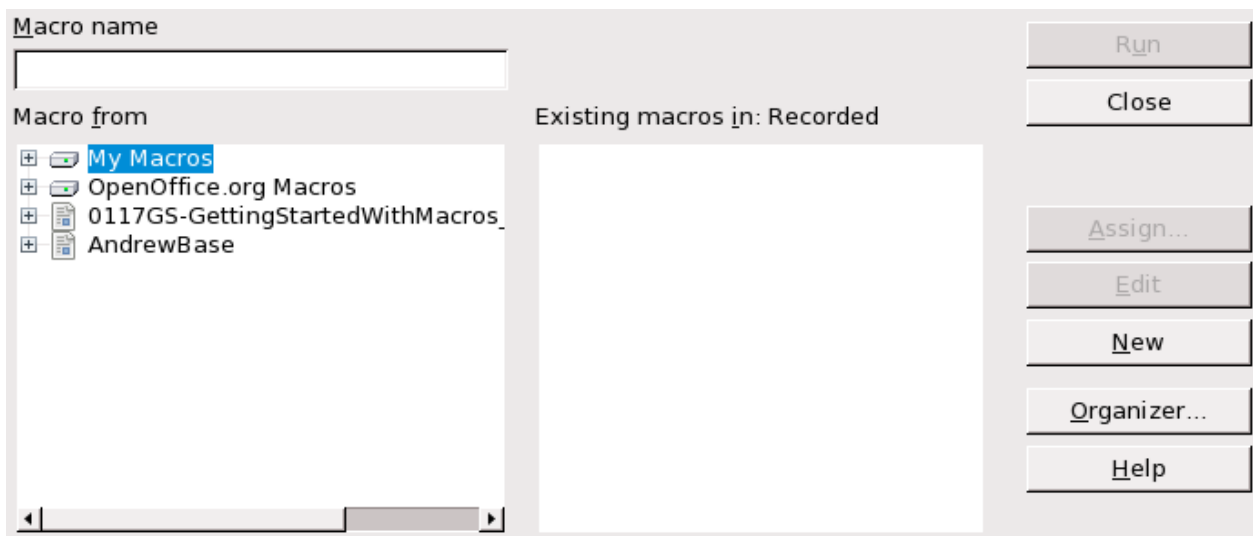 Macro name
Run
Close
Macro from
Existing macros in: Recorded
My Macros
OpenOffice.org Macros
0117GS-GettingStartedWithMacros_
AndrewBase
Assign...
Edit
New
Organizer...
Help